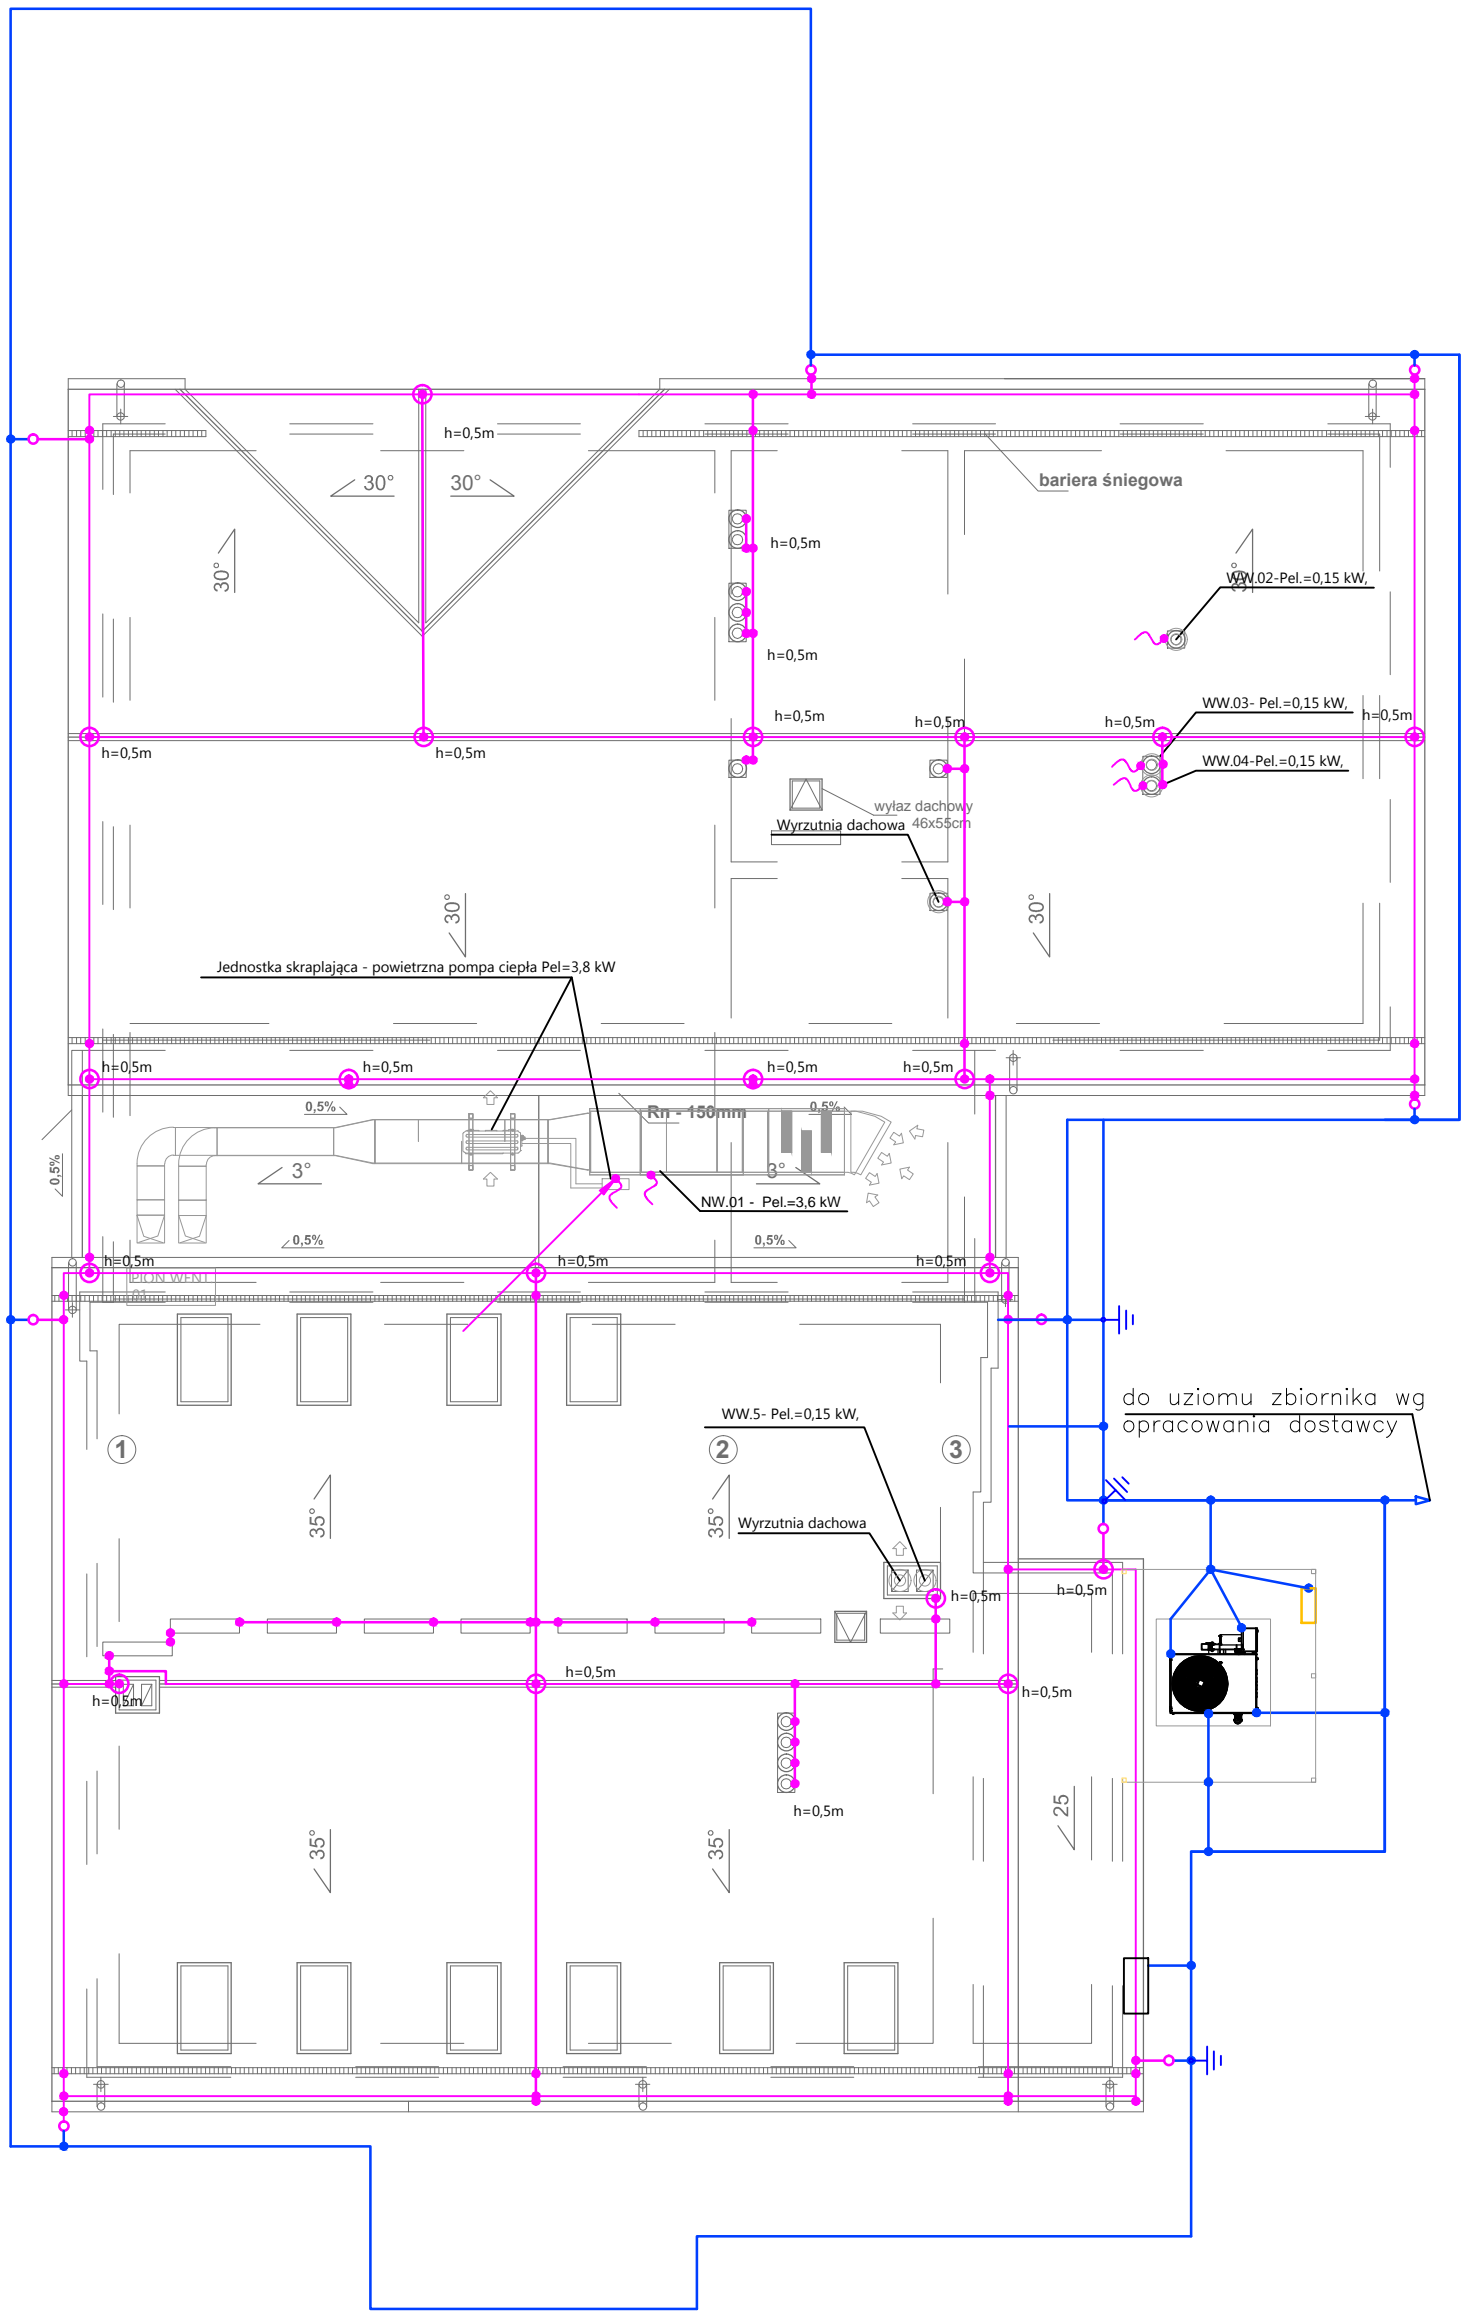 h=0,5m
30°
30°
bariera śniegowa
h=0,5m
30°
30°
WW.02-Pel.=0,15 kW,
h=0,5m
WW.03- Pel.=0,15 kW,
h=0,5m
h=0,5m
h=0,5m
h=0,5m
h=0,5m
h=0,5m
WW.04-Pel.=0,15 kW,
wyłaz dachowy
46x55cm
Wyrzutnia dachowa
30°
30°
Jednostka skraplająca - powietrzna pompa ciepła Pel=3,8 kW
h=0,5m
h=0,5m
h=0,5m
h=0,5m
0,5%
Rn - 150mm
0,5%
0,5%
3°
3°
NW.01 - Pel.=3,6 kW
0,5%
0,5%
h=0,5m
h=0,5m
h=0,5m
PION WENT
01
do uziomu zbiornika wg
opracowania dostawcy
WW.5- Pel.=0,15 kW,
1
2
3
35°
35°
Wyrzutnia dachowa
h=0,5m
h=0,5m
h=0,5m
h=0,5m
h=0,5m
h=0,5m
25
35°
35°